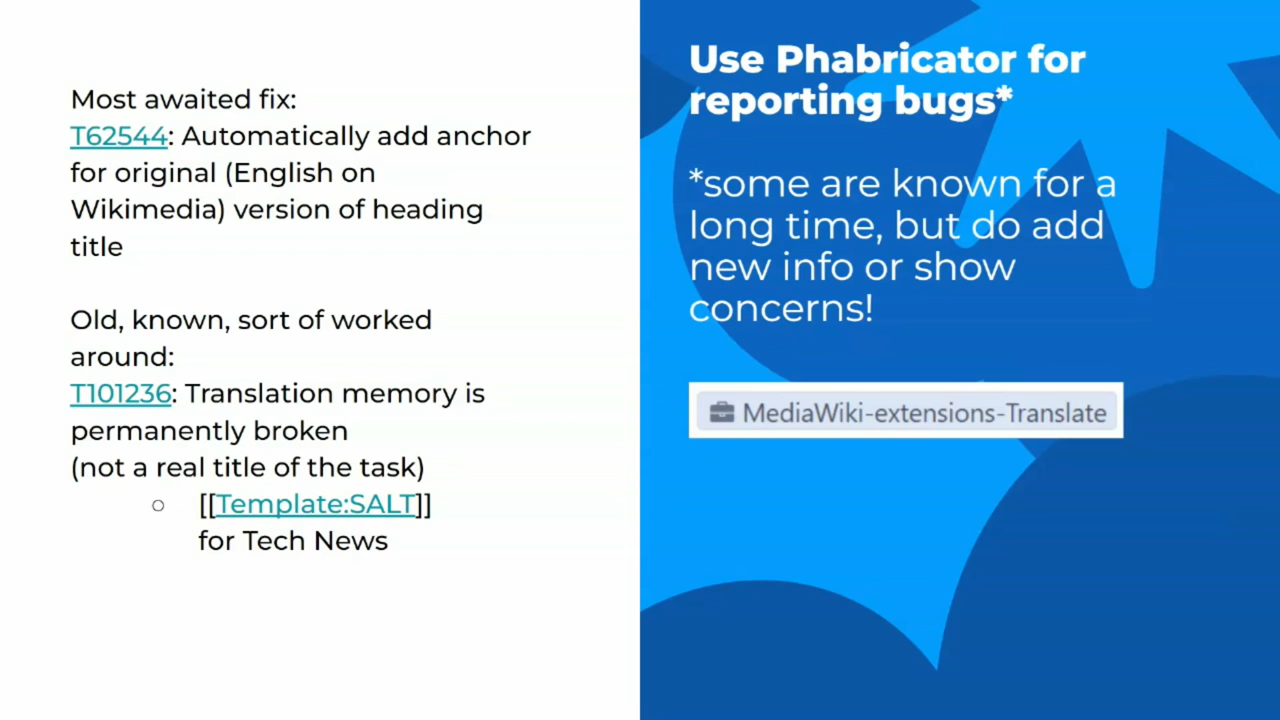 Most awaited fix:
T62544: Automatically add anchor
for original (English on
Wikimedia) version of heading
title
Old, known, sort of worked
around:
T101236: Translation memory is
permanently broken
(not a real title of the task)
○ [[Template:SALT]]
for Tech News
Use Phabricator for
reporting bugs*
*some are known for a
long time, but do add
new info or show
concerns!
MediaWiki-extensions-Translate